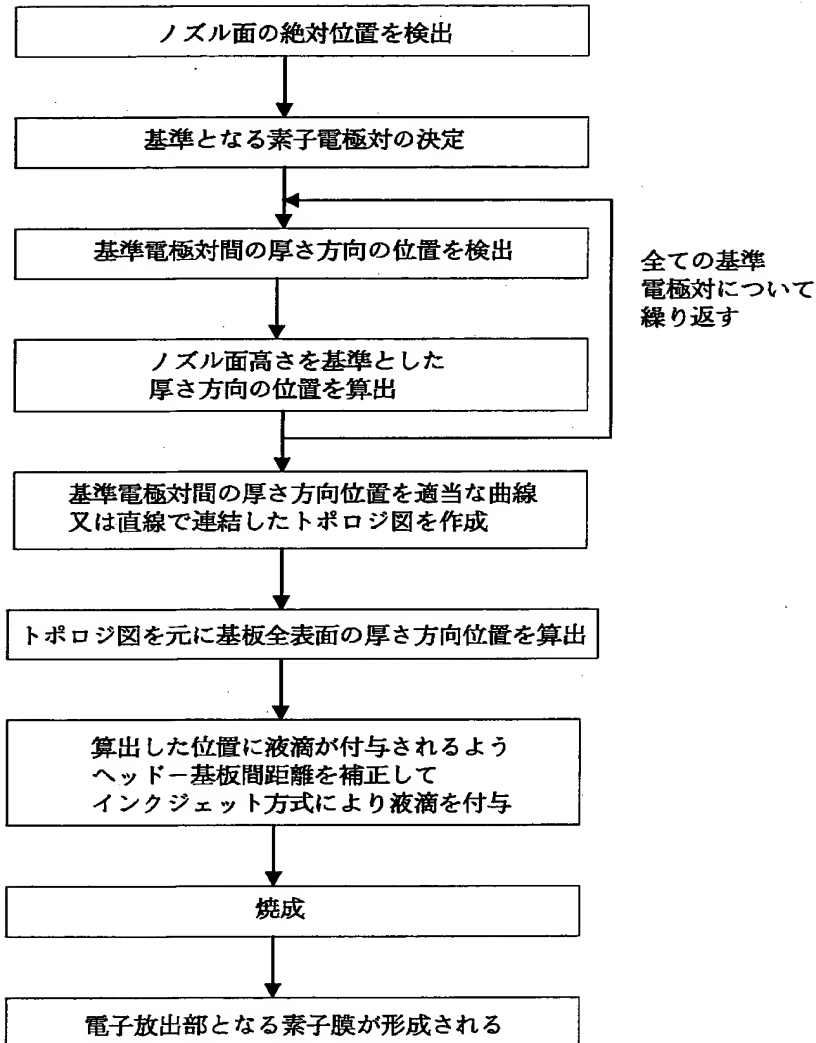 ノズル面の絶対位置を検出
基準となる素子電極対の決定
基準電極対間の厚さ方向の位置を検出
全ての基準
電極対について
繰り返す
ノズル面高さを基準とした
厚さ方向の位置を算出
基準電極対間の厚さ方向位置を適当な曲線
又は直線で連結したトポロジ図を作成
トポロジ図を元に基板全表面の厚さ方向位置を算出
算出した位置に液滴が付与されるよう
ヘッドー基板間距離を補正して
インクジェット方式により液滴を付与
焼成
電子放出部となる素子膜が形成される